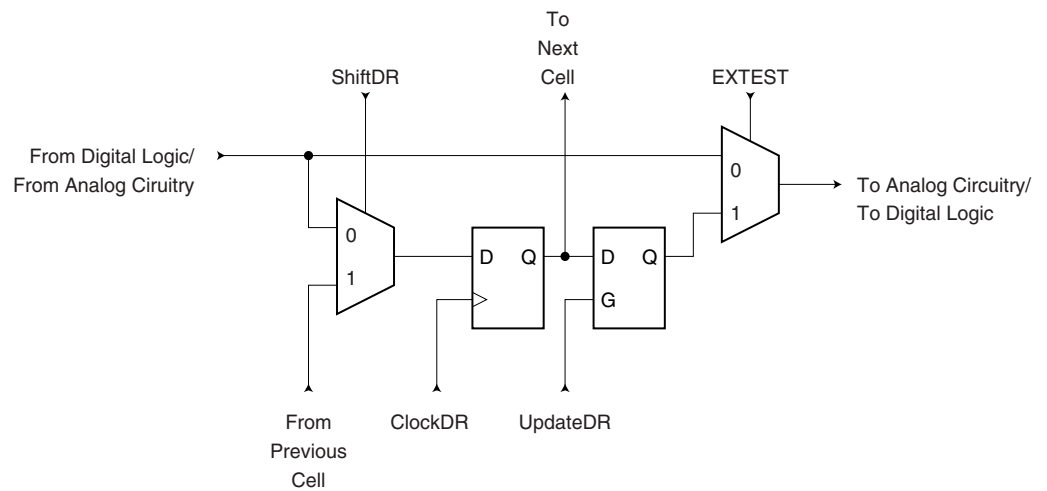 To
Next
Cell
ShiftDR
EXTEST
From Digital Logic/
From Analog Ciruitry
0
1
To Analog Circuitry/
To Digital Logic
0
1
D Q
D Q
G
From
Previous
Cell
ClockDR
UpdateDR